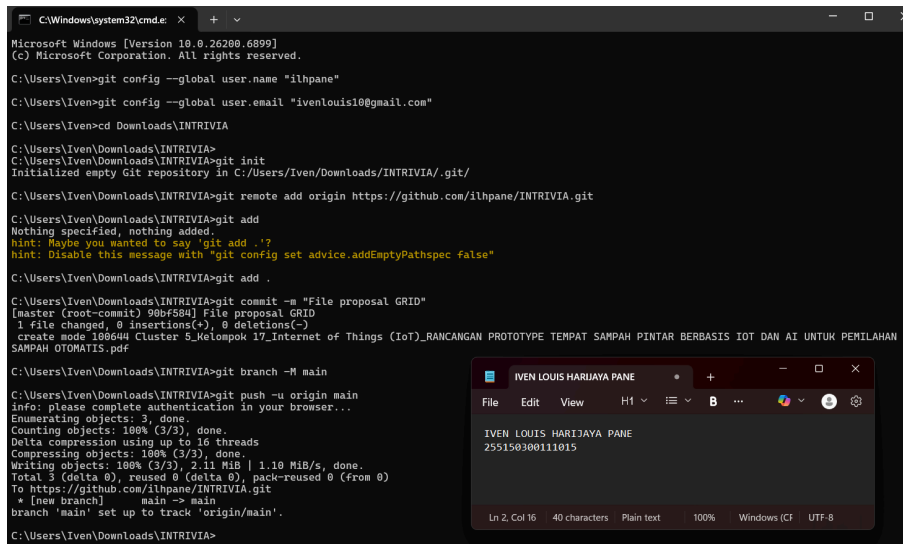 C:\Windows\system32\cmd.e:
Microsoft Windows [Version 10.0.26200.6899]
(c) Microsoft Corporation. All rights reserved.
C:\Users\Iven>git config --global user.name "ilhpane"
C:\Users\Iven>git config --global user.email "ivenlouis10@gmail.com"
C:\Users\Iven>cd Downloads\INTRIVIA
C:\Users\Iven\Downloads\INTRIVIA>
C:\Users\Iven\Downloads\INTRIVIA>git init
Initialized empty Git repository in C:/Users/Iven/Downloads/INTRIVIA/.git/
C:\Users\Iven\Downloads\INTRIVIA>git remote add origin https://github.com/ilhpane/INTRIVIA.git
C:\Users\Iven\Downloads\INTRIVIA>git add
Nothing specified, nothing added.
hint: Maybe you wanted to say 'git add .'?
hint: Disable this message with "git config set advice.addEmptyPathspec false"
C:\Users\Iven\Downloads\INTRIVIA>git add .
C:\Users\Iven\Downloads\INTRIVIA>git commit -m "File proposal GRID"
[master (root-commit) 90bf584] File proposal GRID
1 file changed, 0 insertions(+), 0 deletions(-)
create mode 100644 Cluster 5_Kelompok 17_Internet of Things (IoT)_RANCANGAN PROTOTYPE TEMPAT SAMPAH PINTAR BERBASIS IOT DAN AI UNTUK PEMILAHAN
SAMPAH OTOMATIS.pdf
C:\Users\Iven\Downloads\INTRIVIA>git branch -M main
C:\Users\Iven\Downloads\INTRIVIA>git push -u origin main
info: please complete authentication in your browser...
Enumerating objects: 3, done.
Counting objects: 100% (3/3), done.
Delta compression using up to 16 threads
Compressing objects: 100% (3/3), done.
Writing objects: 100% (3/3), 2.11 MiB | 1.10 MiB/s, done.
Total 3 (delta 0), reused 0 (delta 0), pack-reused 0 (from 0)
To https://github.com/ilhpane/INTRIVIA.git
* [new branch]      main -> main
branch 'main' set up to track 'origin/main'.
C:\Users\Iven\Downloads\INTRIVIA>
IVEN LOUIS HARIJAYA PANE
File Edit View H1 B ...
IVEN LOUIS HARIJAYA PANE
255150300111015
Ln 2, Col 16 40 characters Plain text 100% Windows (CF UTF-8